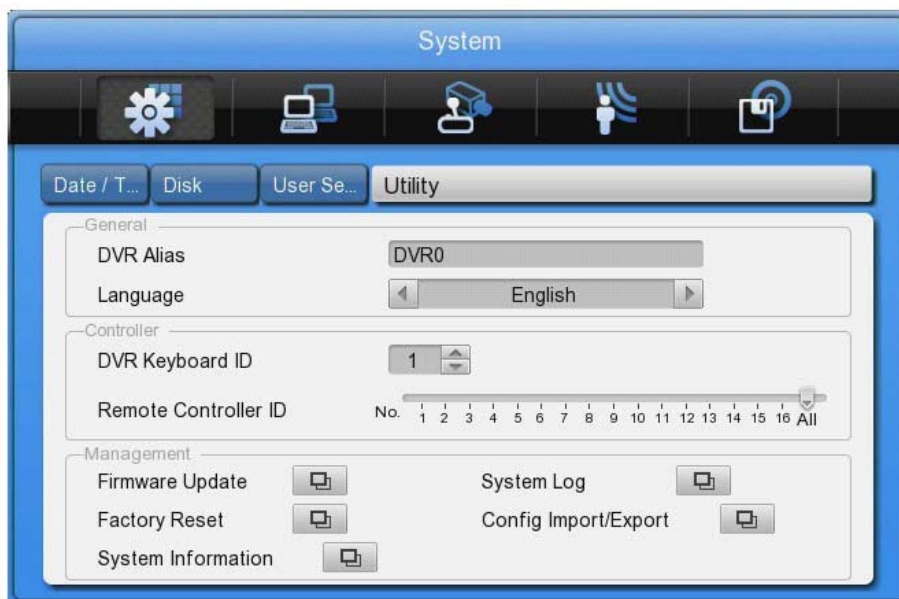 System
Date / T... Disk User Se... Utility
General
DVR Alias DVR0
Language English
Controller
DVR Keyboard ID 1
Remote Controller ID No. 1 2 3 4 5 6 7 8 9 10 11 12 13 14 15 16 All
Management
Firmware Update System Log
Factory Reset Config Import/Export
System Information